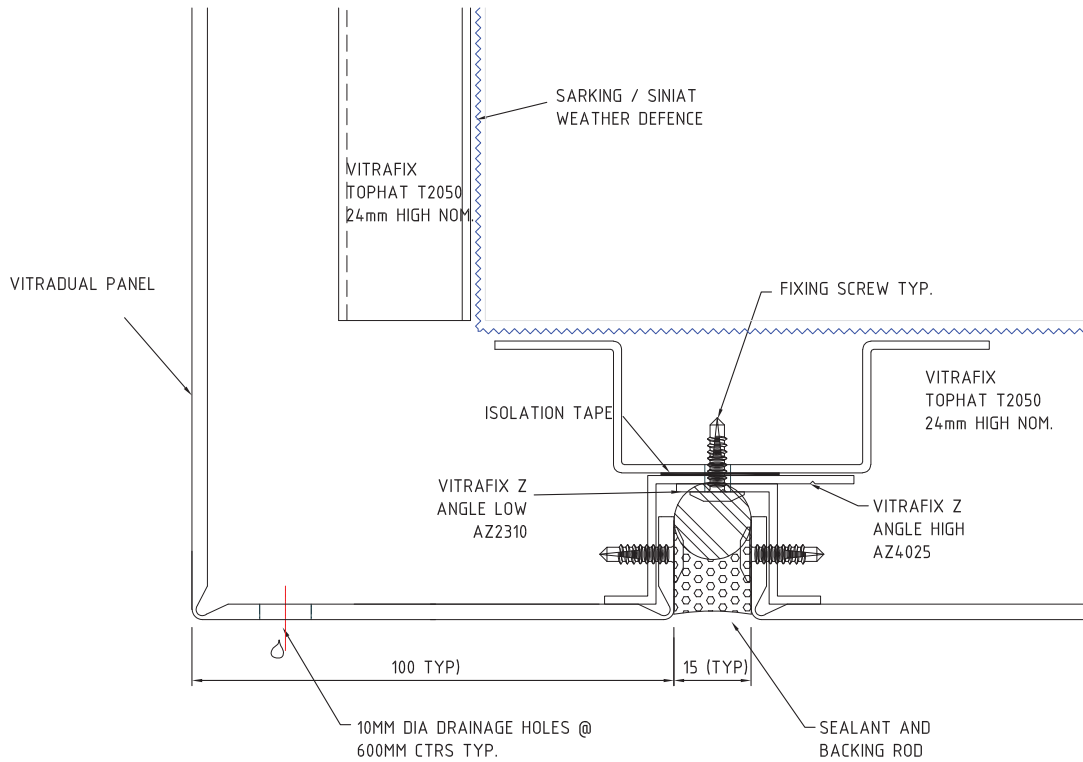 SARKING / SINIAT
WEATHER DEFENCE
VITRAFIX
TOPHAT T2050
24mm HIGH NOM.
VITRADUAL PANEL
FIXING SCREW TYP.
VITRAFIX
TOPHAT T2050
24mm HIGH NOM.
ISOLATION TAPE
VITRAFIX Z
ANGLE LOW
AZ2310
VITRAFIX Z
ANGLE HIGH
AZ4025
100 TYP)
15 (TYP)
10MM DIA DRAINAGE HOLES @
600MM CTRS TYP.
SEALANT AND
BACKING ROD